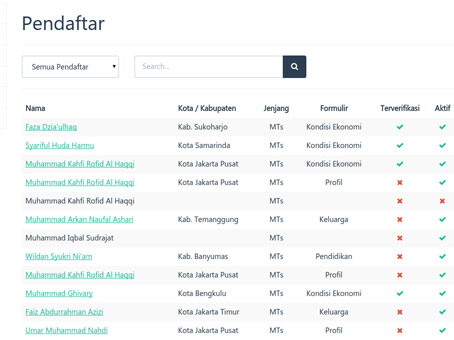 Pendaftar
Semua Pendaftar Search...
Nama Kota / Kabupaten Jenjang Formulir Terverifikasi Aktif
Faza Dzia'ulhaq Kab. Sukoharjo MTs Kondisi Ekonomi
Syariful Huda Harmu Kota Samarinda MTs Kondisi Ekonomi
Muhammad Kahfi Rofid Al Haqqi Kota Jakarta Pusat MTs Kondisi Ekonomi
Muhammad Kahfi Rofid Al Haqqi Kota Jakarta Pusat MTs Profil
Muhammad Kahfi Rofid Al Haqqi MTs
Muhammad Arkan Naufal Ashari Kab. Temanggung MTs Keluarga
Muhammad Iqbal Sudrajat MTs
Wildan Syukri Ni'am Kab. Banyumas MTs Pendidikan
Muhammad Kahfi Rofid Al Haqqi Kota Jakarta Pusat MTs Profil
Muhammad Ghivary Kota Bengkulu MTs Kondisi Ekonomi
Faiz Abdurrahman Azizi Kota Jakarta Timur MTs Keluarga
Umar Muhammad Nahdi Kota Jakarta Pusat MTs Profil